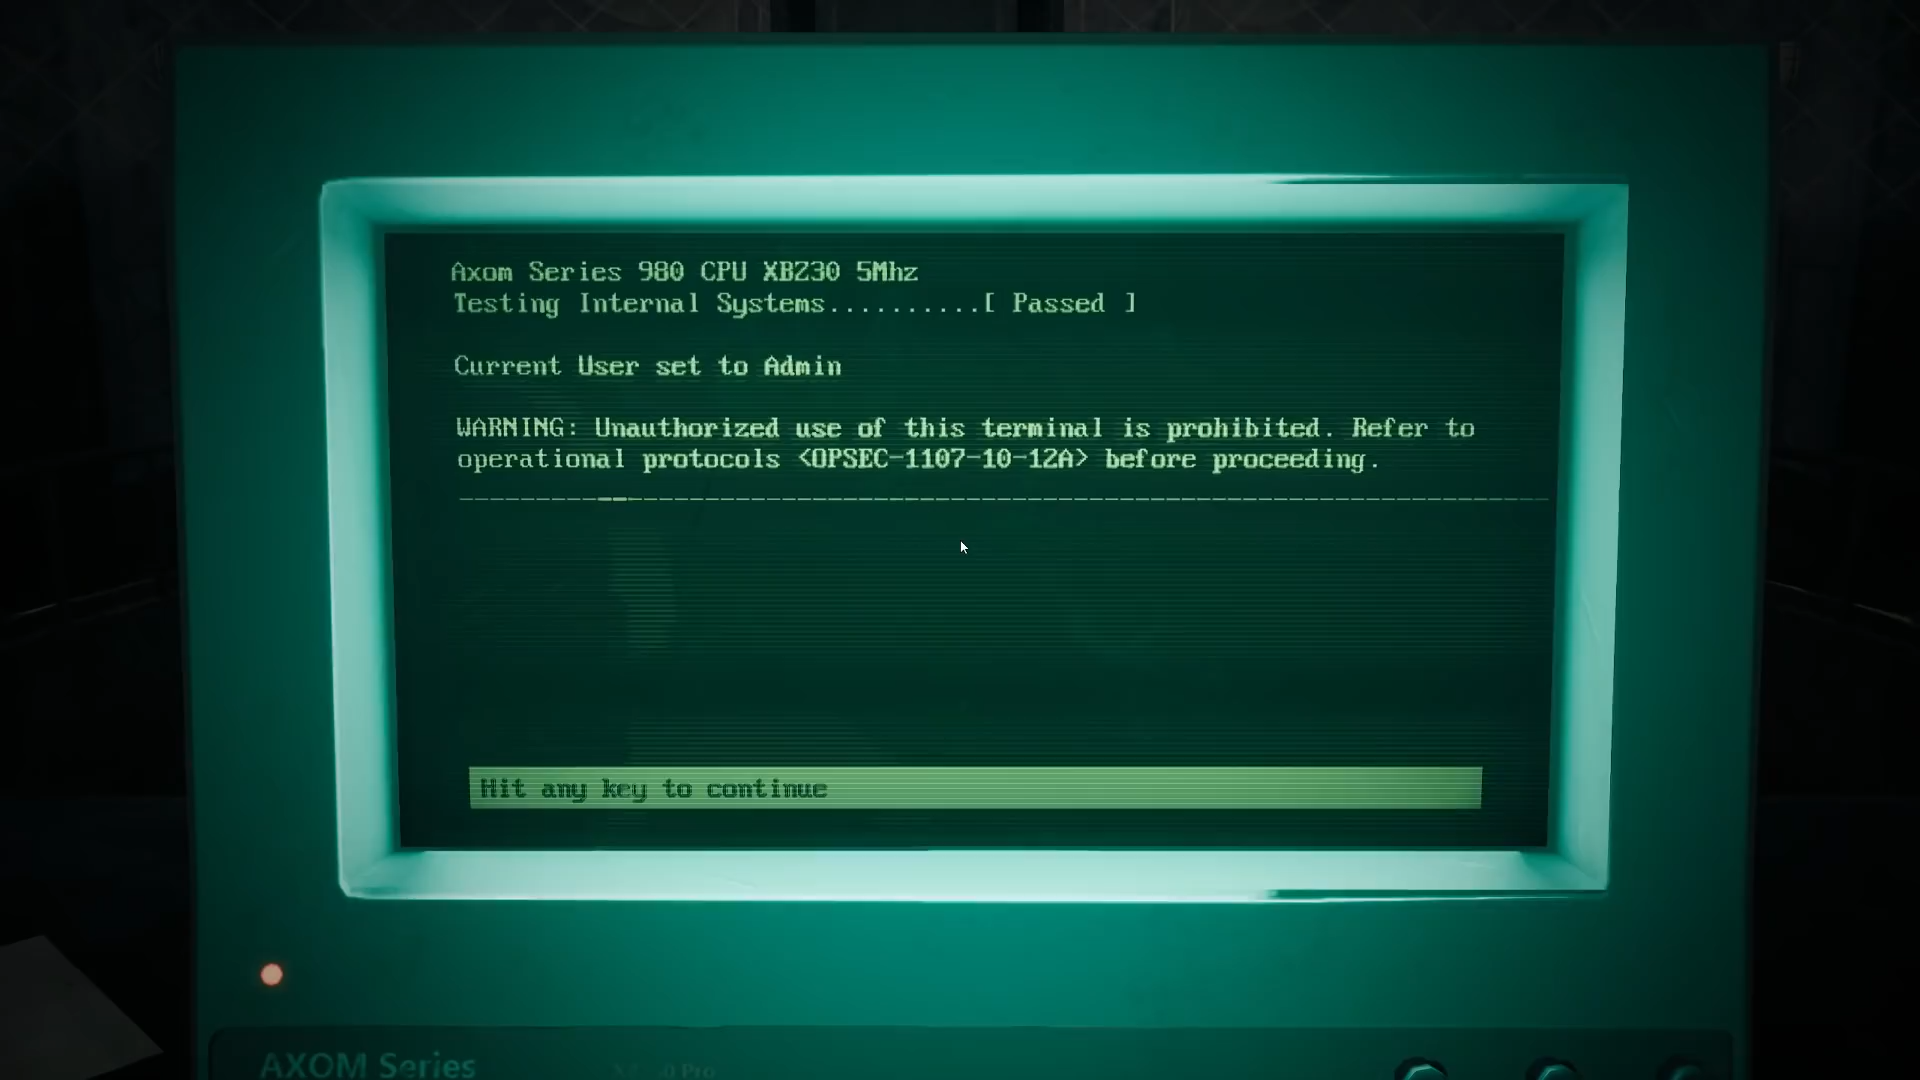 Axom Series 980 CPU XBZ30 5Mhz
Testing Internal Systems..........[ Passed ]
Current User set to Admin
WARNING: Unauthorized use of this terminal is prohibited. Refer to
operational protocols <OPSEC-1107-10-12A> before proceeding.
Hit any key to continue
AXOM Series
Pro